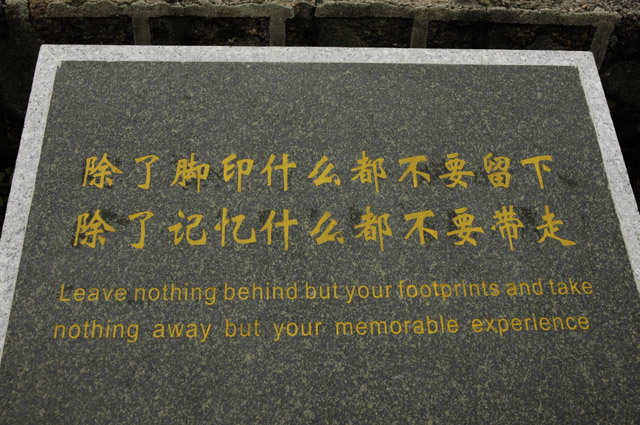 除了脚印什么都不要留下
除了记忆什么都不要带走
Leave nothing behind but your footprints and take
nothing away but your memorable experience